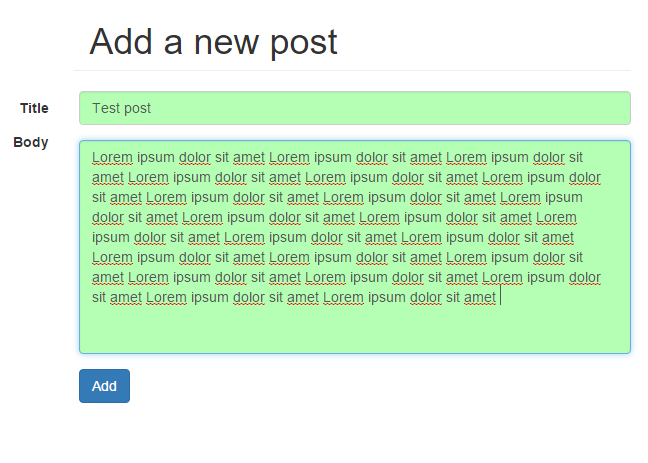 Add a new post
Title
Test post
Body
Lorem ipsum dolor sit amet Lorem ipsum dolor sit amet Lorem ipsum dolor sit
amet Lorem ipsum dolor sit amet Lorem ipsum dolor sit amet Lorem ipsum dolor
sit amet Lorem ipsum dolor sit amet Lorem ipsum dolor sit amet Lorem ipsum
dolor sit amet Lorem ipsum dolor sit amet Lorem ipsum dolor sit amet Lorem
ipsum dolor sit amet Lorem ipsum dolor sit amet Lorem ipsum dolor sit amet
Lorem ipsum dolor sit amet Lorem ipsum dolor sit amet Lorem ipsum dolor sit
amet Lorem ipsum dolor sit amet Lorem ipsum dolor sit amet Lorem ipsum dolor
sit amet Lorem ipsum dolor sit amet Lorem ipsum dolor sit amet
Add